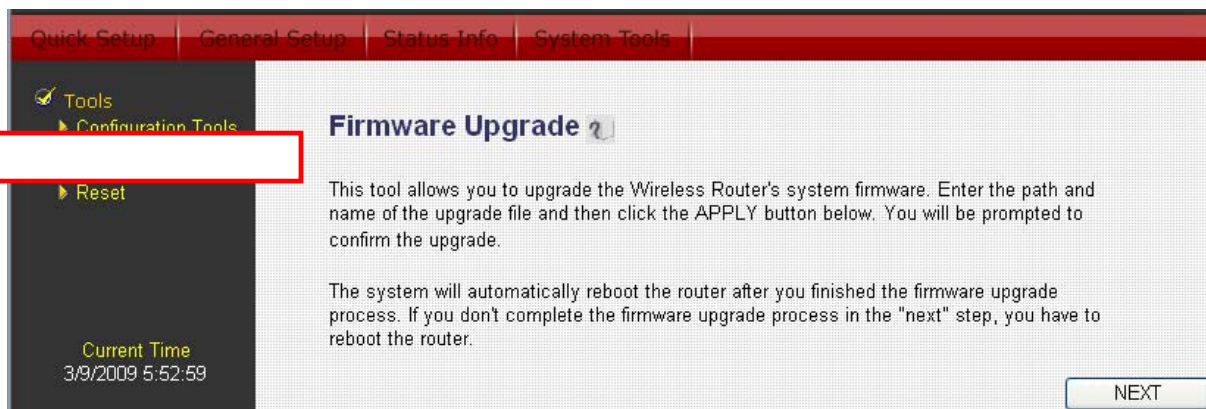 Quick Setup General Setup Status Info System Tools
Tools
Configuration Tools
Reset
Current Time
3/9/2009 5:52:59
Firmware Upgrade
This tool allows you to upgrade the Wireless Router's system firmware. Enter the path and
name of the upgrade file and then click the APPLY button below. You will be prompted to
confirm the upgrade.
The system will automatically reboot the router after you finished the firmware upgrade
process. If you don't complete the firmware upgrade process in the "next" step, you have to
reboot the router.
NEXT